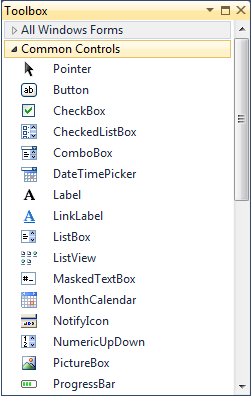 Toolbox
All Windows Forms
Common Controls
Pointer
Button
CheckBox
CheckedListBox
ComboBox
DateTimePicker
Label
LinkLabel
ListBox
ListView
MaskedTextBox
MonthCalendar
NotifyIcon
NumericUpDown
PictureBox
ProgressBar